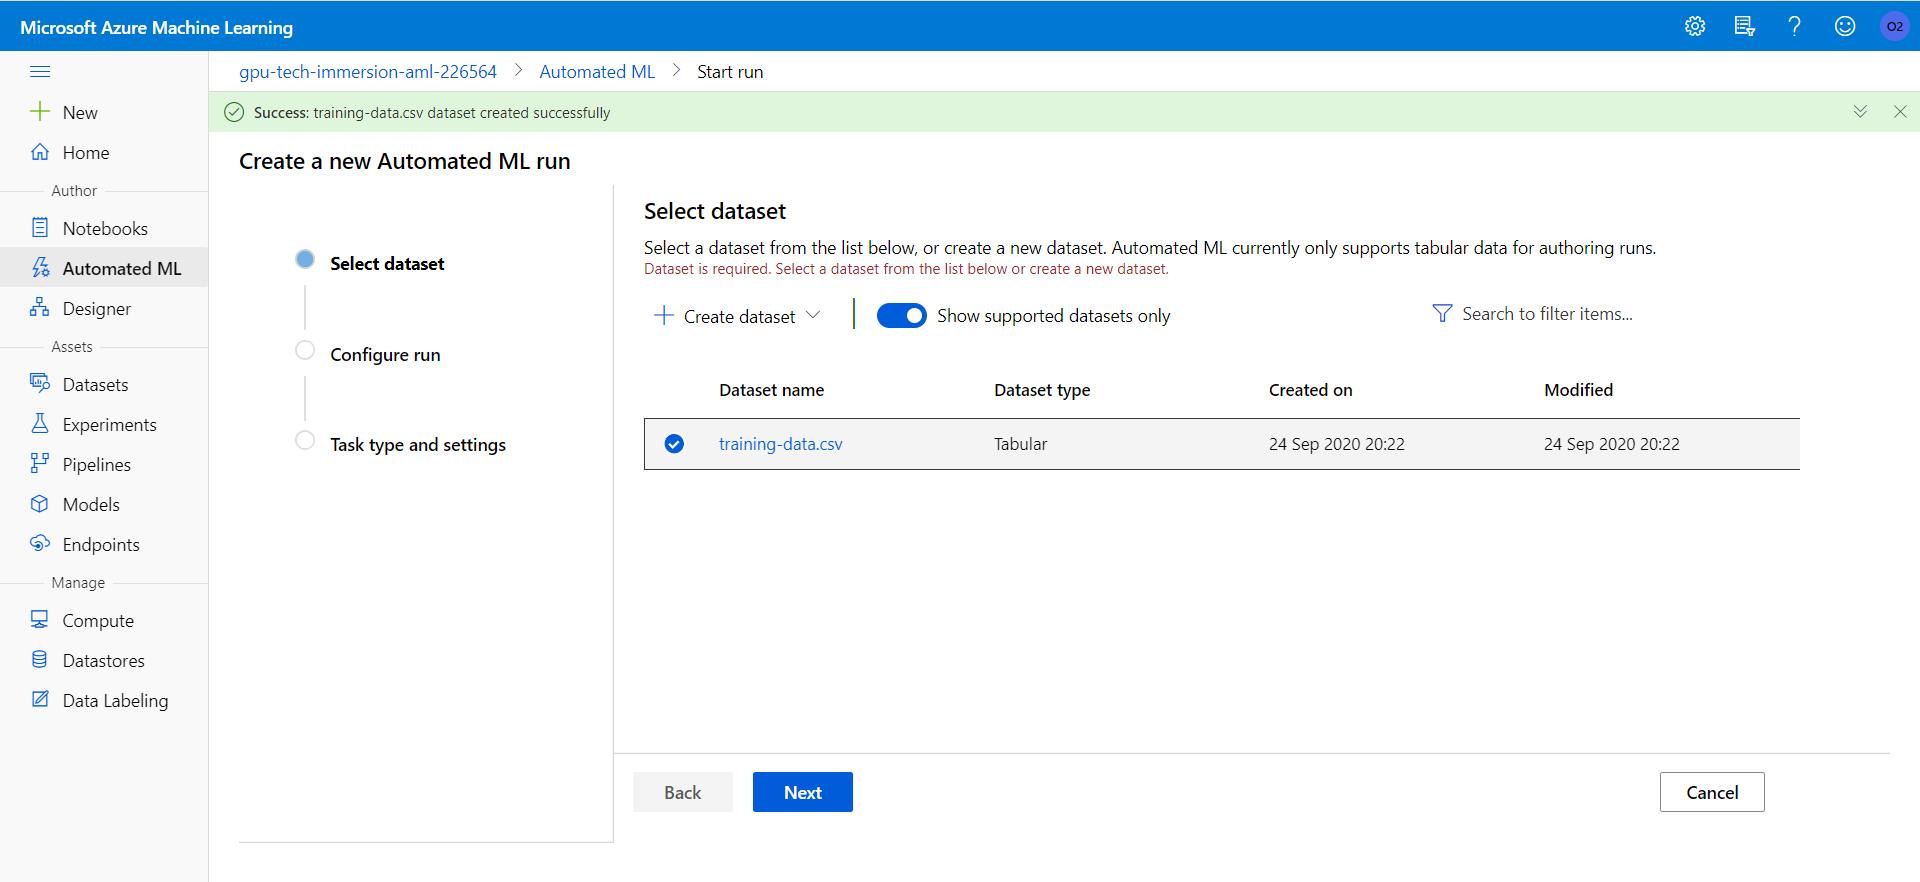 Microsoft Azure Machine Learning
O2
gpu-tech-immersion-aml-226564 > Automated ML > Start run
Success: training-data.csv dataset created successfully
New
Home
Author
Notebooks
Automated ML
Designer
Assets
Datasets
Experiments
Pipelines
Models
Endpoints
Manage
Compute
Datastores
Data Labeling
Create a new Automated ML run
Select dataset
Configure run
Task type and settings
Select dataset
Select a dataset from the list below, or create a new dataset. Automated ML currently only supports tabular data for authoring runs.
Dataset is required. Select a dataset from the list below or create a new dataset.
Create dataset Show supported datasets only Search to filter items...
Dataset name Dataset type Created on Modified
training-data.csv Tabular 24 Sep 2020 20:22 24 Sep 2020 20:22
Back Next Cancel